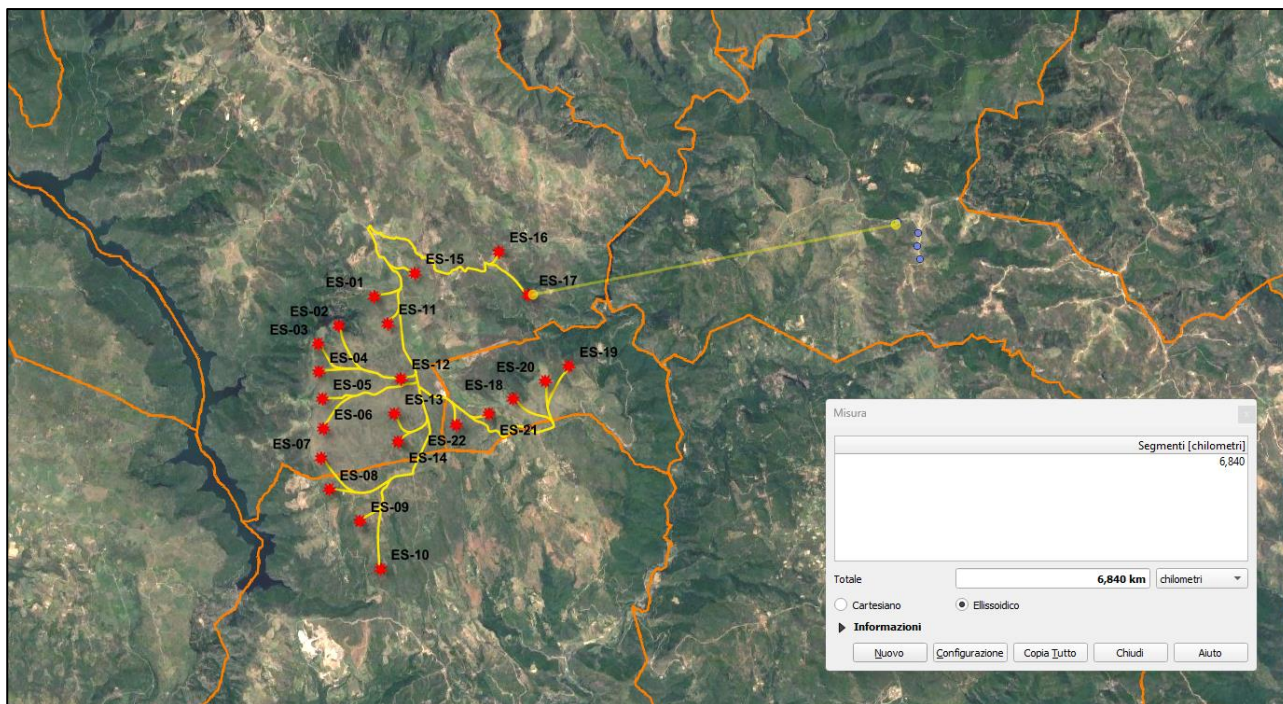 ES-16
ES-15
ES-17
ES-01
ES-02
ES-11
ES-03
ES-04
ES-12
ES-20
ES-19
ES-18
ES-05
ES-13
ES-06
ES-21
ES-22
ES-07
ES-14
ES-08
ES-09
ES-10
Misura
Segmenti [chilometri]
6,840
Totale
6,840 km
chilometri
Cartesiano
Ellissoidico
Informazioni
Nuovo
Configurazione
Copia Tutto
Chiudi
Aiuto